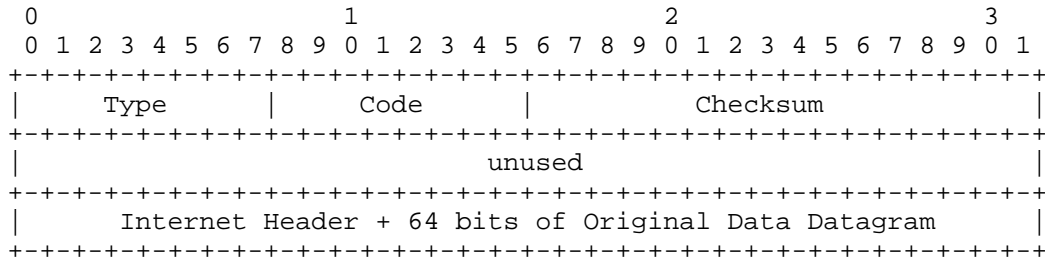 0                   1                   2                   3
 0 1 2 3 4 5 6 7 8 9 0 1 2 3 4 5 6 7 8 9 0 1 2 3 4 5 6 7 8 9 0 1
+-+-+-+-+-+-+-+-+-+-+-+-+-+-+-+-+-+-+-+-+-+-+-+-+-+-+-+-+-+-+-+-+
|     Type      |     Code      |          Checksum             |
+-+-+-+-+-+-+-+-+-+-+-+-+-+-+-+-+-+-+-+-+-+-+-+-+-+-+-+-+-+-+-+-+
|                             unused                            |
+-+-+-+-+-+-+-+-+-+-+-+-+-+-+-+-+-+-+-+-+-+-+-+-+-+-+-+-+-+-+-+-+
|      Internet Header + 64 bits of Original Data Datagram      |
+-+-+-+-+-+-+-+-+-+-+-+-+-+-+-+-+-+-+-+-+-+-+-+-+-+-+-+-+-+-+-+-+